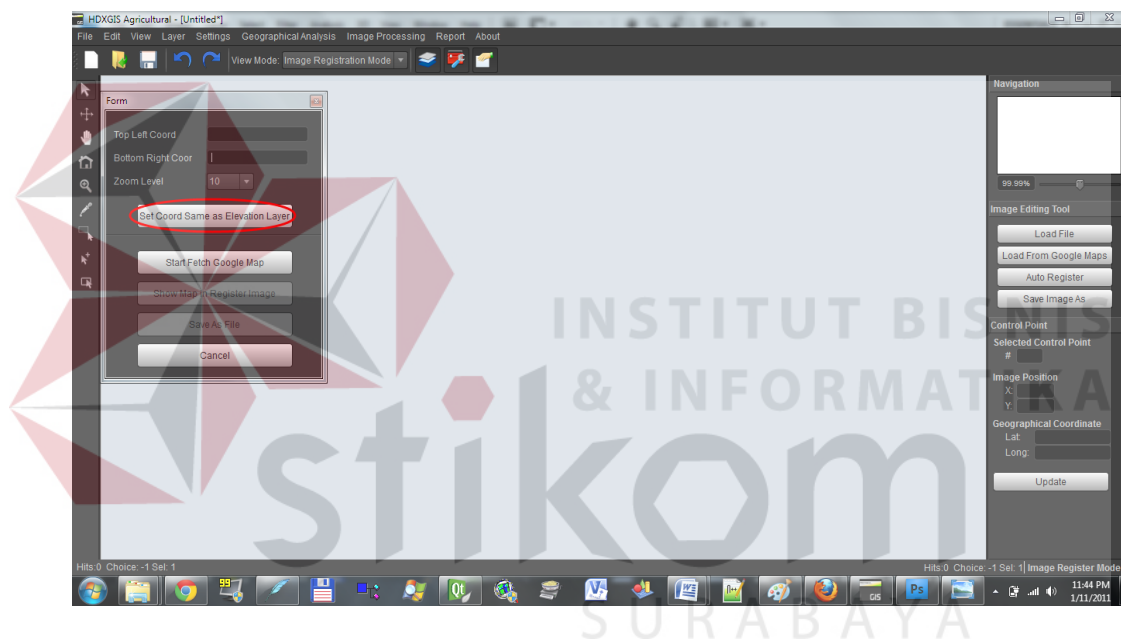 HDXGIS Agricultural - [Untitled*]
File Edit View Layer Settings Geographical Analysis Image Processing Report About
View Mode: Image Registration Mode
Form
Top Left Coord
Bottom Right Coor
Zoom Level 10
Set Coord Same as Elevation Layer
Start Fetch Google Map
Show Map in Register Image
Save As File
Cancel
Navigation
99.99%
Image Editing Tool
Load File
Load From Google Maps
Auto Register
Save Image As
Control Point
Selected Control Point
#
Image Position
X:
Y:
Geographical Coordinate
Lat:
Long:
Update
INSTITUT BISNIS
& INFORMATIKA
stikom
SURABAYA
Hits:0 Choice: -1 Sel: 1
Hits:0 Choice: -1 Sel: 1 Image Register Mode
99
Qt
GIS
Ps
11:44 PM
1/11/2011